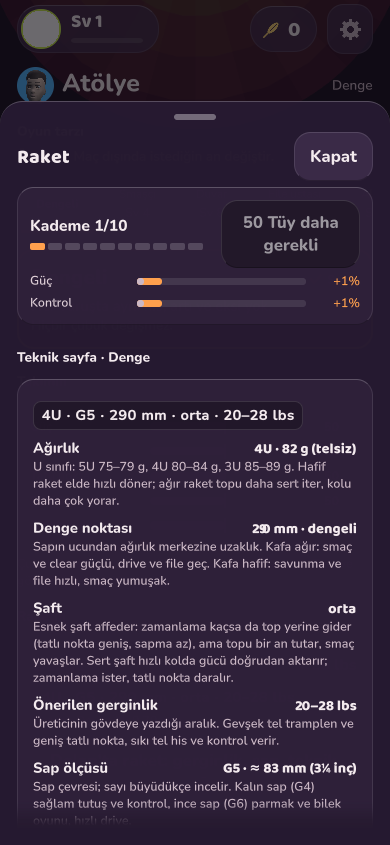 Sv 1
0
Atölye
Denge
Raket
Kapat
Kademe 1/10
50 Tüy daha
gerekli
Güç
+1%
Kontrol
+1%
Teknik sayfa · Denge
4U · G5 · 290 mm · orta · 20–28 lbs
Ağırlık
4U · 82 g (telsiz)
U sınıfı: 5U 75–79 g, 4U 80–84 g, 3U 85–89 g. Hafif
raket elde hızlı döner; ağır raket topu daha sert iter, kolu
daha çok yorar.
Denge noktası
290 mm · dengeli
Sapın ucundan ağırlık merkezine uzaklık. Kafa ağır: smaç
ve clear güçlü, drive ve file geç. Kafa hafif: savunma ve
file hızlı, smaç yumuşak.
Şaft
orta
Esnek şaft affeder: zamanlama kaçsa da top yerine gider
(tatlı nokta geniş, sapma az), ama topu bir an tutar, smaç
yavaşlar. Sert şaft hızlı kolda gücü doğrudan aktarır;
zamanlama ister, tatlı nokta daralır.
Önerilen gerginlik
20–28 lbs
Üreticinin gövdeye yazdığı aralık. Gevşek tel tramplen ve
geniş tatlı nokta, sıkı tel his ve kontrol verir.
Sap ölçüsü
G5 · ≈ 83 mm (3¼ inç)
Sap çevresi; sayı büyüdükçe incelir. Kalın sap (G4)
sağlam tutuş ve kontrol, ince sap (G6) parmak ve bilek
oyunu, hızlı drive.